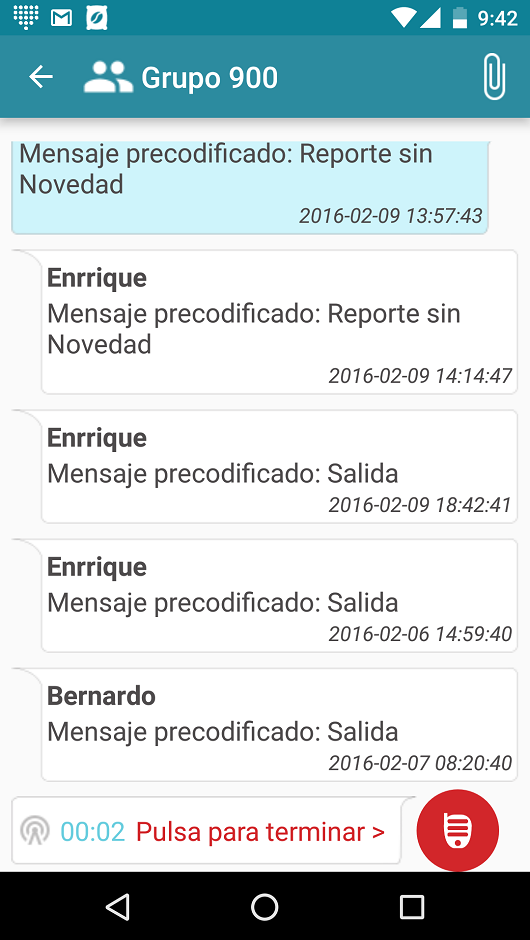 9:42
Grupo 900
Mensaje precodificado: Reporte sin
Novedad
2016-02-09 13:57:43
Enrrique
Mensaje precodificado: Reporte sin
Novedad
2016-02-09 14:14:47
Enrrique
Mensaje precodificado: Salida
2016-02-09 18:42:41
Enrrique
Mensaje precodificado: Salida
2016-02-06 14:59:40
Bernardo
Mensaje precodificado: Salida
2016-02-07 08:20:40
00:02 Pulsa para terminar >